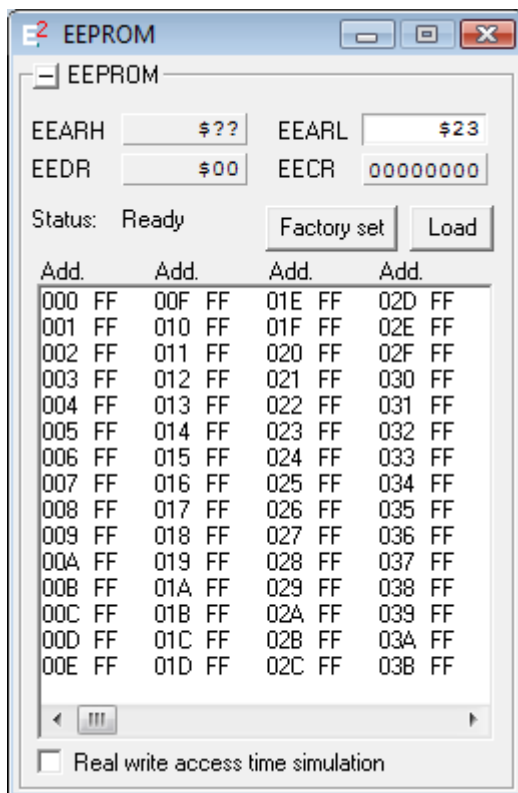 E2 EEPROM
EEPROM
EEARH $?? EEARL $23
EEDR $00 EECR 00000000
Status: Ready Factory set Load
Add. Add. Add. Add.
000 FF 00F FF 01E FF 02D FF
001 FF 010 FF 01F FF 02E FF
002 FF 011 FF 020 FF 02F FF
003 FF 012 FF 021 FF 030 FF
004 FF 013 FF 022 FF 031 FF
005 FF 014 FF 023 FF 032 FF
006 FF 015 FF 024 FF 033 FF
007 FF 016 FF 025 FF 034 FF
008 FF 017 FF 026 FF 035 FF
009 FF 018 FF 027 FF 036 FF
00A FF 019 FF 028 FF 037 FF
00B FF 01A FF 029 FF 038 FF
00C FF 01B FF 02A FF 039 FF
00D FF 01C FF 02B FF 03A FF
00E FF 01D FF 02C FF 03B FF
Real write access time simulation